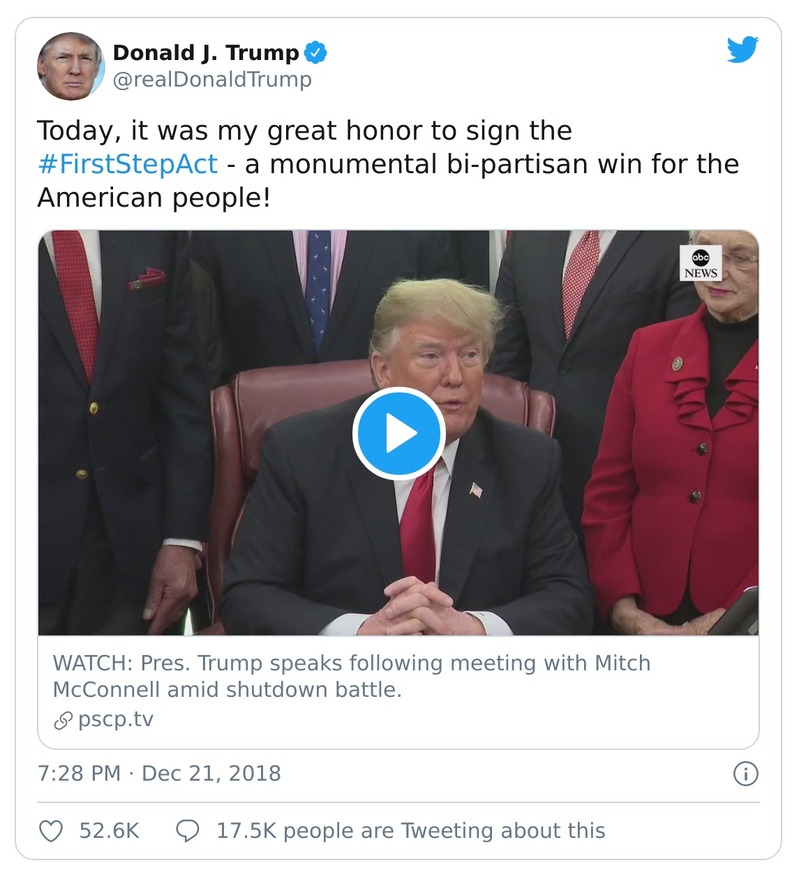 Donald J. Trump
@realDonaldTrump
Today, it was my great honor to sign the
#FirstStepAct - a monumental bi-partisan win for the
American people!
abc
NEWS
WATCH: Pres. Trump speaks following meeting with Mitch
McConnell amid shutdown battle.
pscp.tv
7:28 PM · Dec 21, 2018
52.6K 17.5K people are Tweeting about this